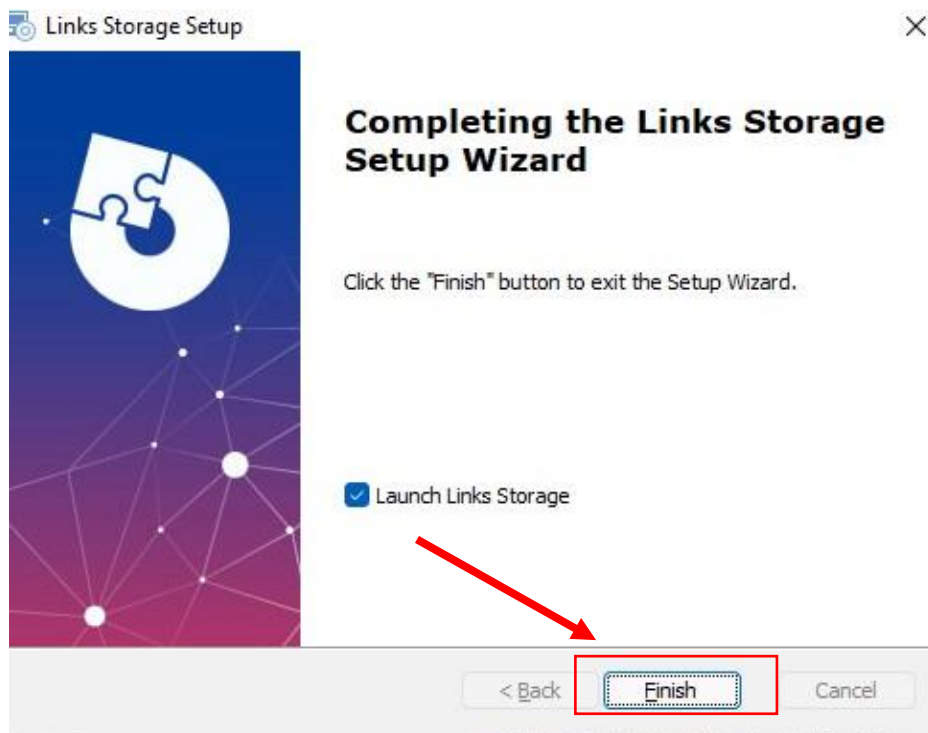 Links Storage Setup
Completing the Links Storage
Setup Wizard
Click the "Finish" button to exit the Setup Wizard.
Launch Links Storage
< Back
Finish
Cancel